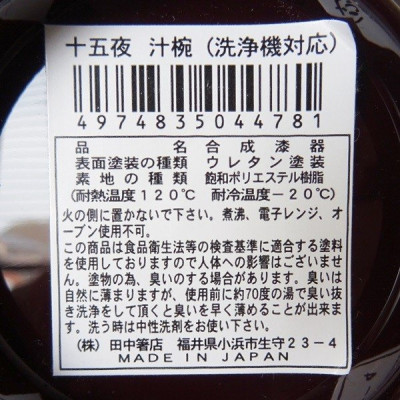 十五夜 汁椀（洗浄機対応）
4974835044781
品名 合成漆器
表面塗装の種類 ウレタン塗装
素地の種類 飽和ポリエステル樹脂
（耐熱温度１２０℃ 耐冷温度−２０℃）
火の側に置かないで下さい。煮沸、電子レンジ、オ
ーブン使用不可。
この商品は食品衛生法等の検査基準に適合する塗料
を使用しておりますので人体への影響はございませ
ん。塗物の為、臭いのする場合があります。臭いは
自然に薄まりますが、使用前に約70度の湯で臭い抜
き洗浄をして頂くと臭いを早く薄めることが出来ま
す。洗う時は中性洗剤をお使い下さい。
（株）田中箸店 福井県小浜市生守２３−４
MADE IN JAPAN